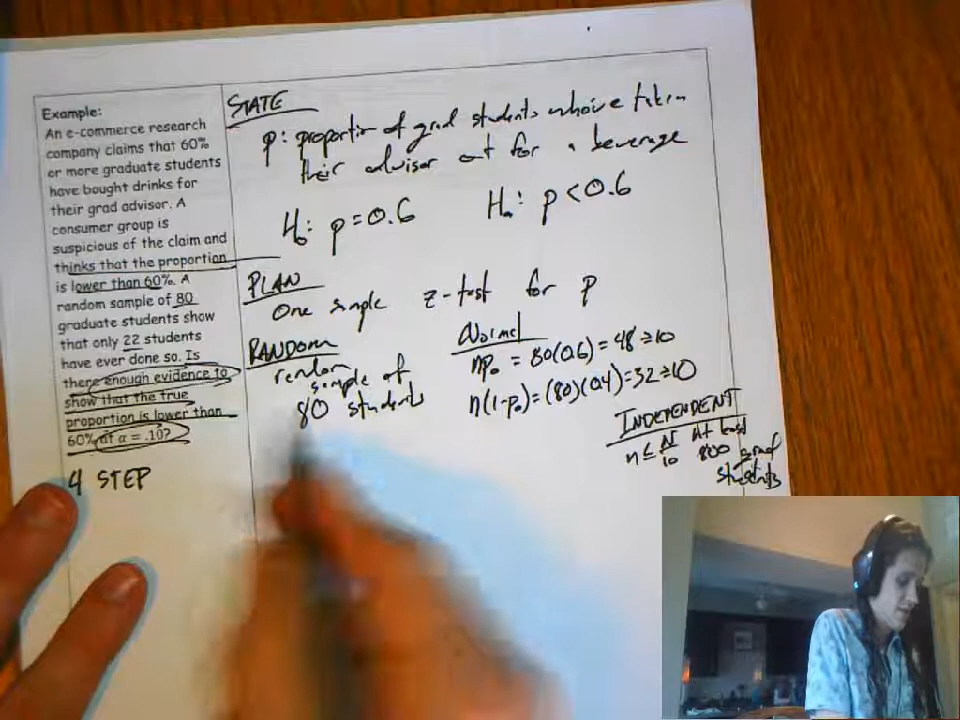 Example:
An e-commerce research
company claims that 60%
or more graduate students
have bought drinks for
their grad advisor. A
consumer group is
suspicious of the claim and
thinks that the proportion
is lower than 60%. A
random sample of 80
graduate students show
that only 22 students
have ever done so. Is
there enough evidence to
show that the true
proportion is lower than
60% at α = .10?
4 STEP
STATE
p: proportion of grad students who've taken
their advisor out for a beverage
H₀: p=0.6 Hₐ: p<0.6
PLAN
One sample z-test for p
RANDOM
random
sample of
80 students
Normal
np₀ = 80(0.6)=48≥10
n(1-p₀)=(80)(0.4)=32≥10
INDEPENDENT
n ≤ N/10 At least
800 grad
students